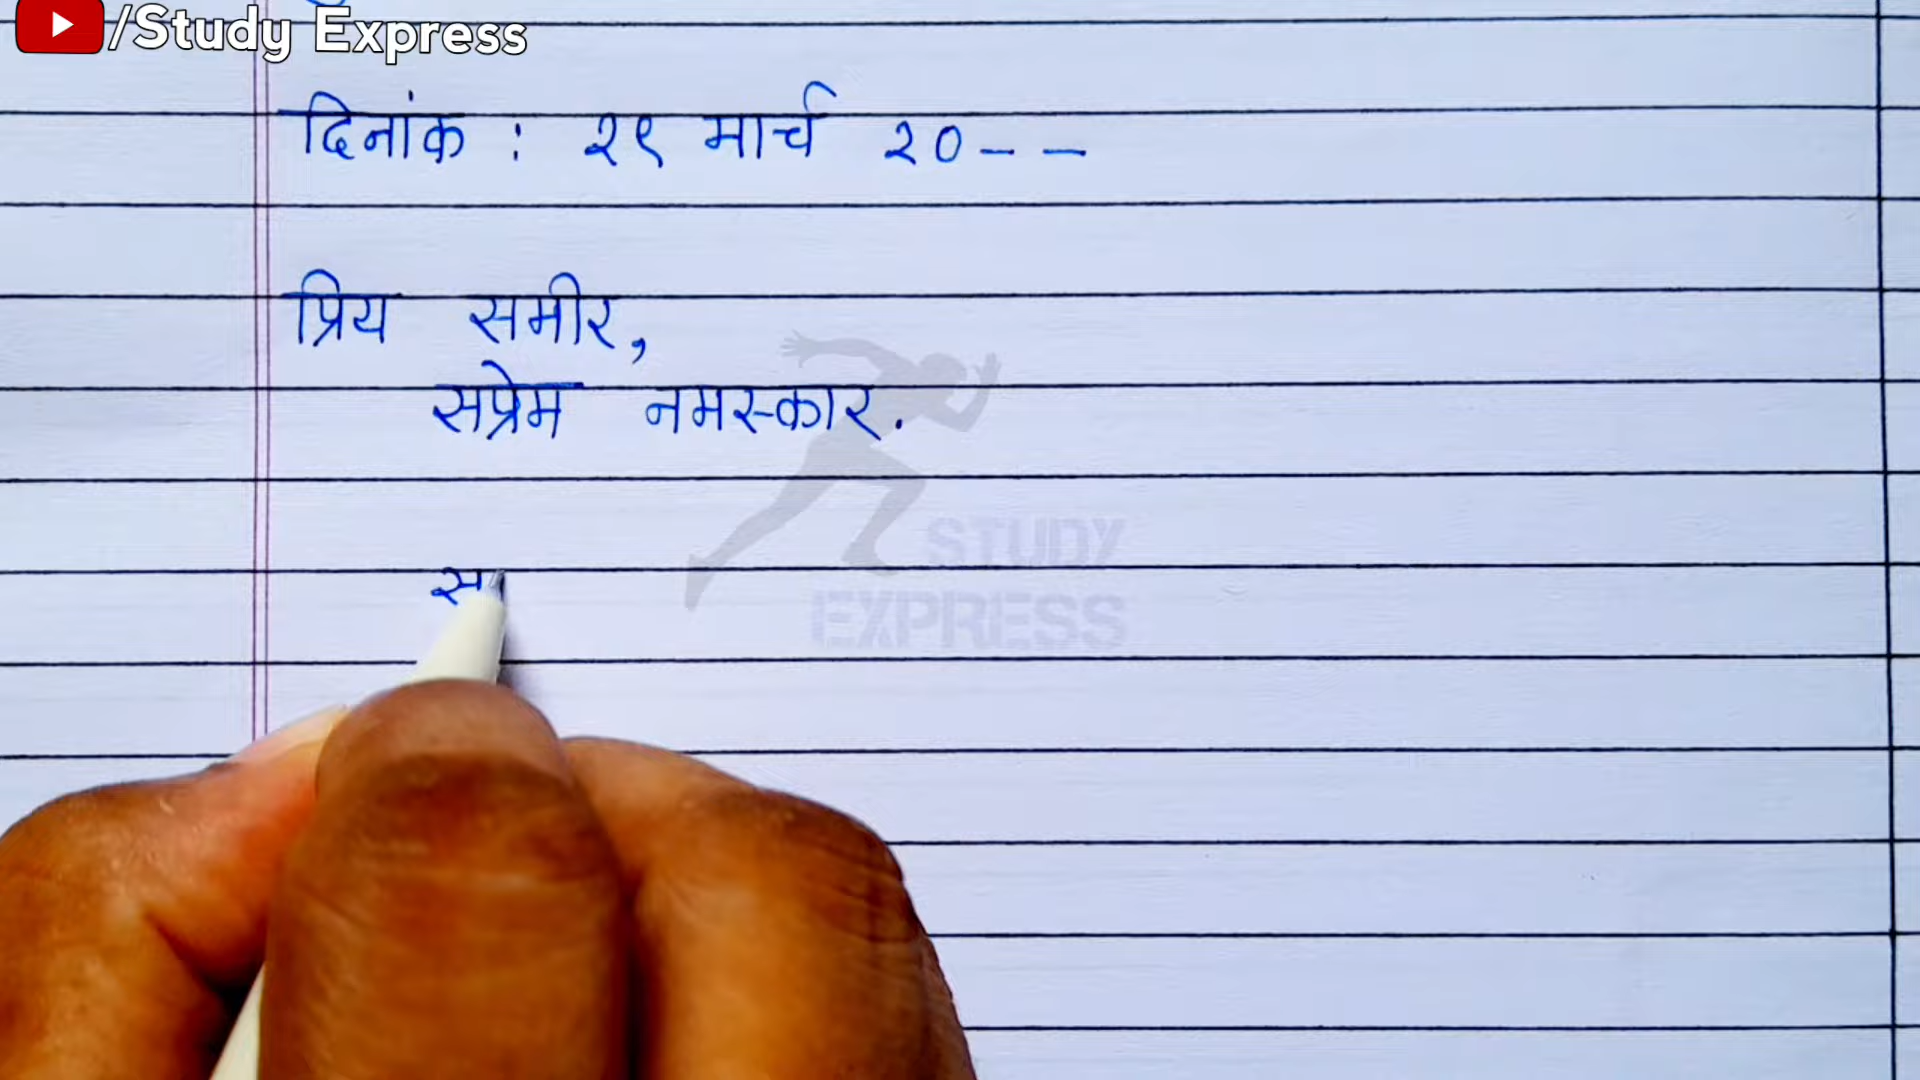 /Study Express
दिनांक : २९ मार्च २०- -
प्रिय समीर,
सप्रेम नमस्कार.
STUDY
EXPRESS
स